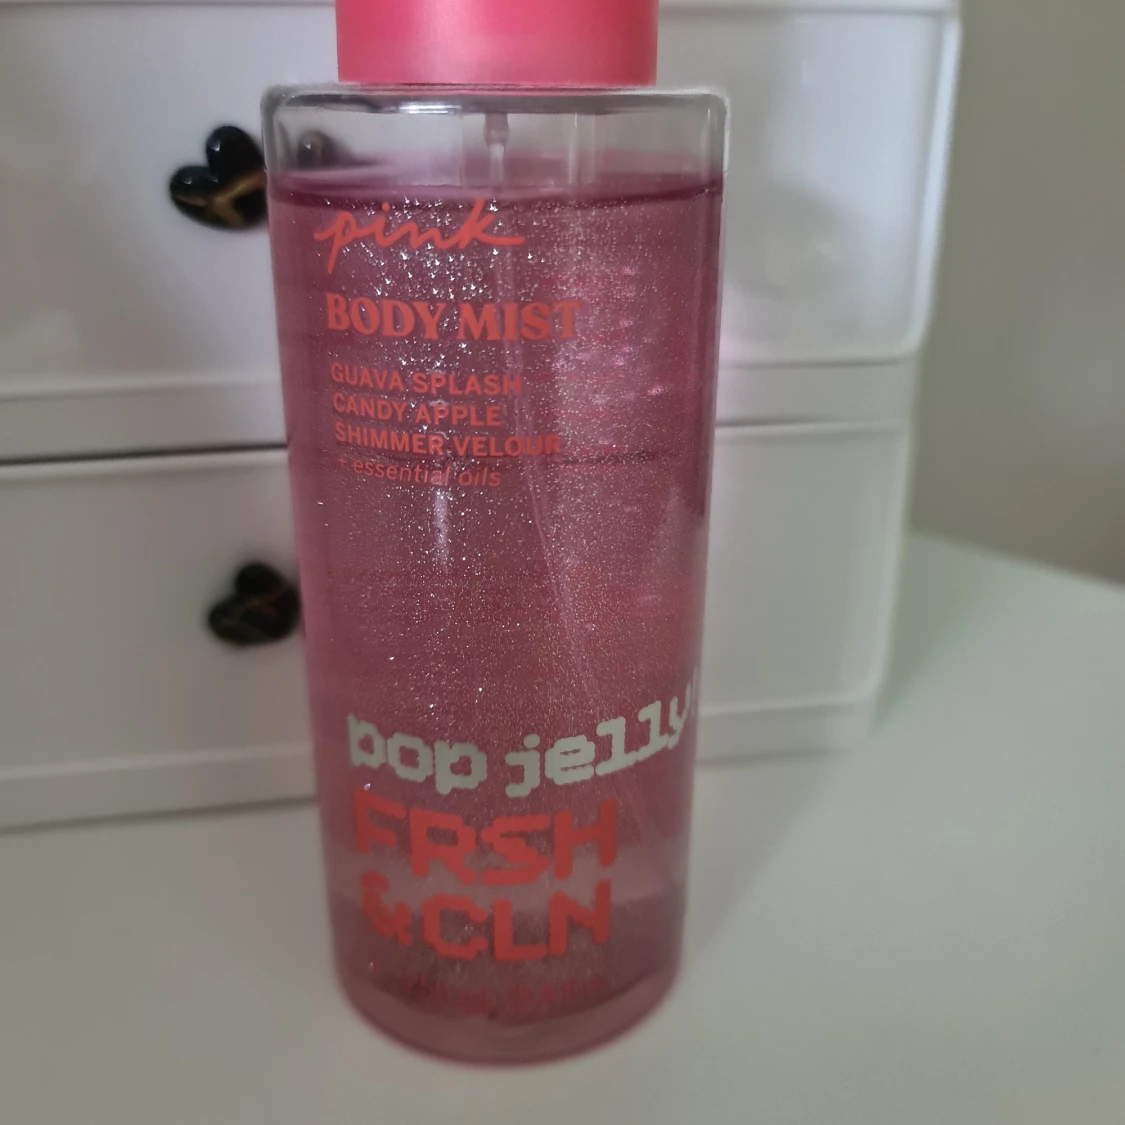 pink
BODY MIST
GUAVA SPLASH
CANDY APPLE
SHIMMER VELOUR
+ essential oils
pop jelly
FRSH
&CLN